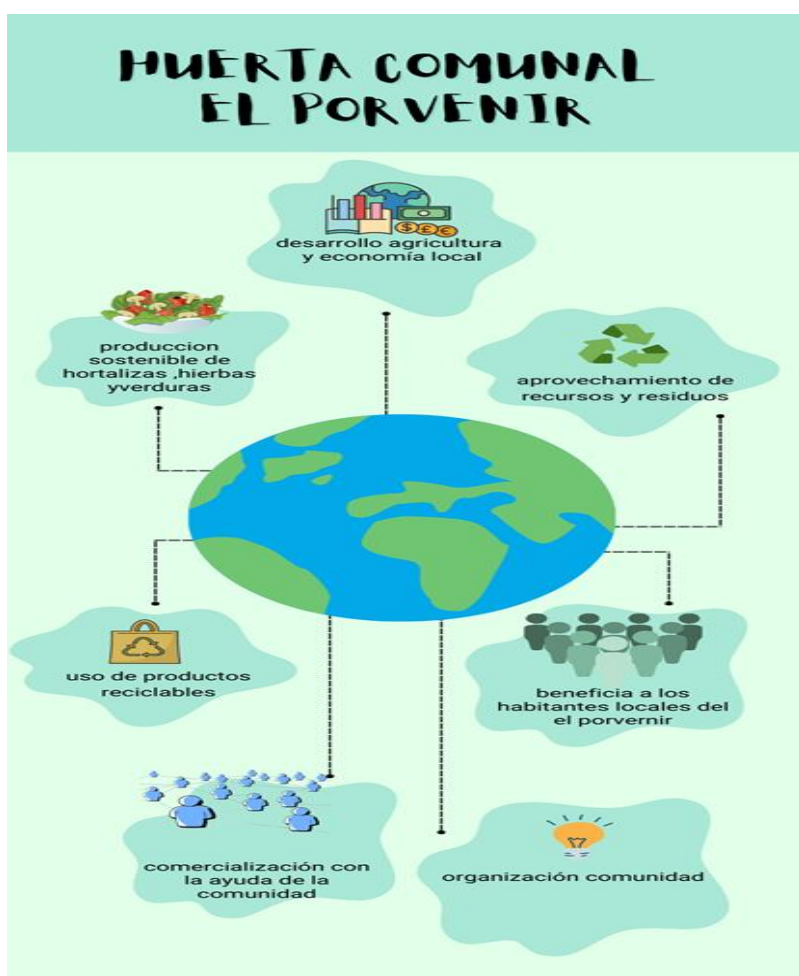 HUERTA COMUNAL
EL PORVENIR
desarrollo agricultura
y economía local
produccion
sostenible de
hortalizas ,hierbas
yverduras
aprovechamiento de
recursos y residuos
uso de productos
reciclables
beneficia a los
habitantes locales del
el porvernir
comercialización con
la ayuda de la
comunidad
organización comunidad